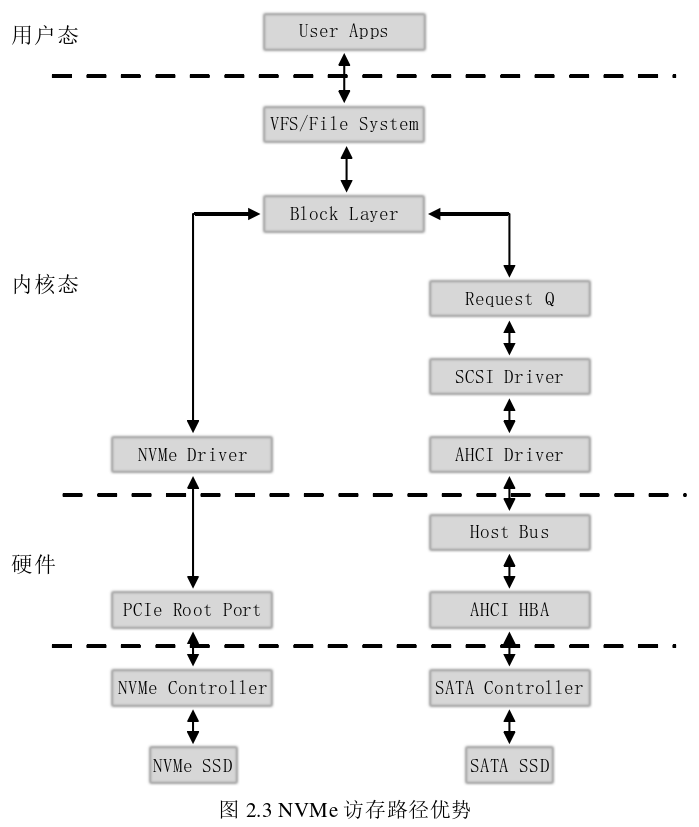 用户态
User Apps
VFS/File System
Block Layer
内核态
Request Q
SCSI Driver
NVMe Driver
AHCI Driver
Host Bus
硬件
PCIe Root Port
AHCI HBA
NVMe Controller
SATA Controller
NVMe SSD
SATA SSD
图 2.3 NVMe 访存路径优势